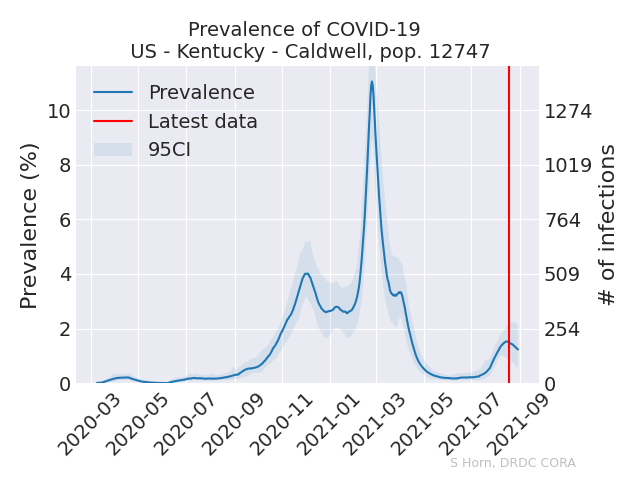 Prevalence of COVID-19
US - Kentucky - Caldwell, pop. 12747
Prevalence
Latest data
95CI
Prevalence (%)
10
8
6
4
2
0
1274
1019
764
509
254
0
# of infections
2020-03
2020-05
2020-07
2020-09
2020-11
2021-01
2021-03
2021-05
2021-07
2021-09
S Horn, DRDC CORA